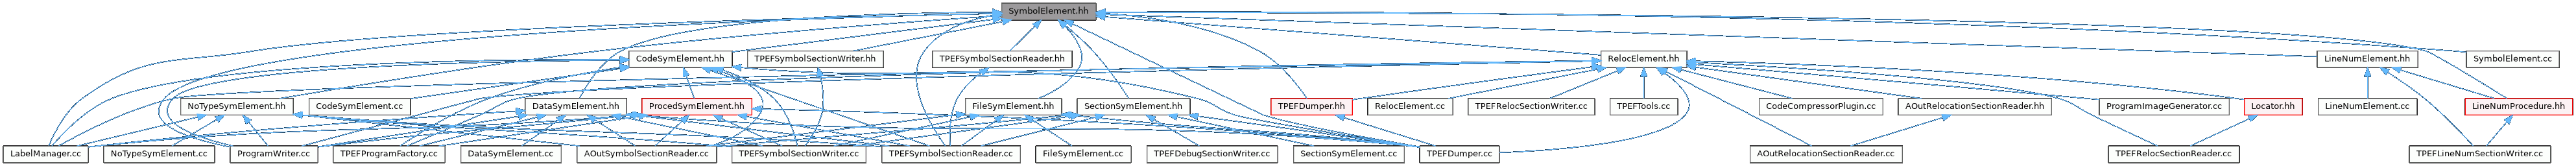 SymbolElement.hh
CodeSymElement.hh
TPEFSymbolSectionWriter.hh
TPEFSymbolSectionReader.hh
RelocElement.hh
LineNumElement.hh
SymbolElement.cc
NoTypeSymElement.hh
CodeSymElement.cc
DataSymElement.hh
ProcedSymElement.hh
FileSymElement.hh
SectionSymElement.hh
TPEFDumper.hh
RelocElement.cc
TPEFRelocSectionWriter.cc
TPEFTools.cc
CodeCompressorPlugin.cc
AOutRelocationSectionReader.hh
ProgramImageGenerator.cc
Locator.hh
LineNumElement.cc
LineNumProcedure.hh
LabelManager.cc
NoTypeSymElement.cc
ProgramWriter.cc
TPEFProgramFactory.cc
DataSymElement.cc
AOutSymbolSectionReader.cc
TPEFSymbolSectionWriter.cc
TPEFSymbolSectionReader.cc
FileSymElement.cc
TPEFDebugSectionWriter.cc
SectionSymElement.cc
TPEFDumper.cc
AOutRelocationSectionReader.cc
TPEFRelocSectionReader.cc
TPEFLineNumSectionWriter.cc